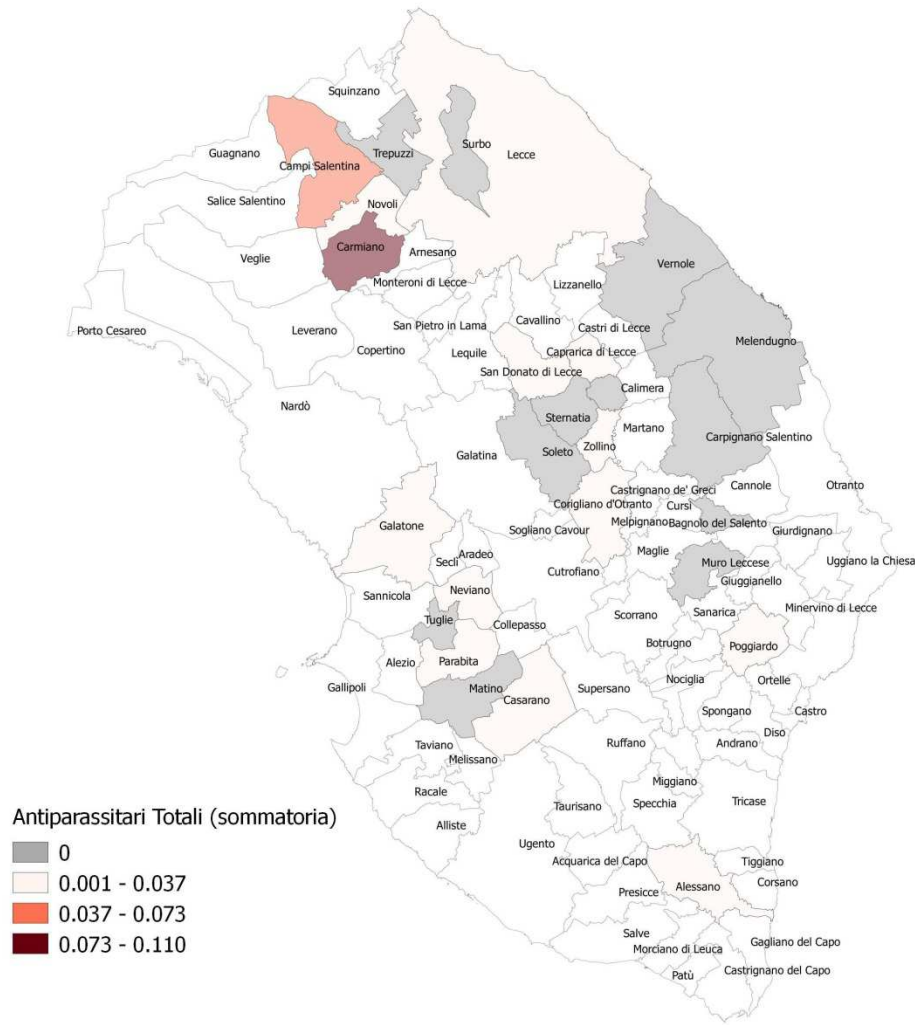 Squinzano
Guagnano
Campi Salentina
Trepuzzi
Surbo
Lecce
Salice Salentino
Novoli
Veglie
Carmiano
Arnesano
Monteroni di Lecce
Lizzanello
Vernole
Porto Cesareo
Leverano
San Pietro in Lama
Cavallino
Castri di Lecce
Copertino
Lequile
Caprarica di Lecce
Melendugno
San Donato di Lecce
Calimera
Nardò
Sternatia
Martano
Galatina
Soleto
Zollino
Carpignano Salentino
Castrignano de' Greci
Cannole
Otranto
Corigliano d'Otranto
Cursi
Galatone
Sogliano Cavour
Melpignano
Bagnolo del Salento
Giurdignano
Secli
Aradeo
Cutrofiano
Maglie
Muro Leccese
Uggiano la Chiesa
Giuggianello
Sannicola
Neviano
Tuglie
Collepasso
Scorrano
Sanarica
Minervino di Lecce
Botrugno
Poggiardo
Alezio
Parabita
Gallipoli
Matino
Casarano
Supersano
Nociglia
Ortelle
Spongano
Castro
Diso
Andrano
Taviano
Melissano
Ruffano
Racale
Miggiano
Specchia
Tricase
Taurisano
Alliste
Ugento
Acquarica del Capo
Tiggiano
Presicce
Alessano
Corsano
Salve
Morciano di Leuca
Gagliano del Capo
Patù
Castrignano del Capo
Antiparassitari Totali (sommatoria)
0
0.001 - 0.037
0.037 - 0.073
0.073 - 0.110